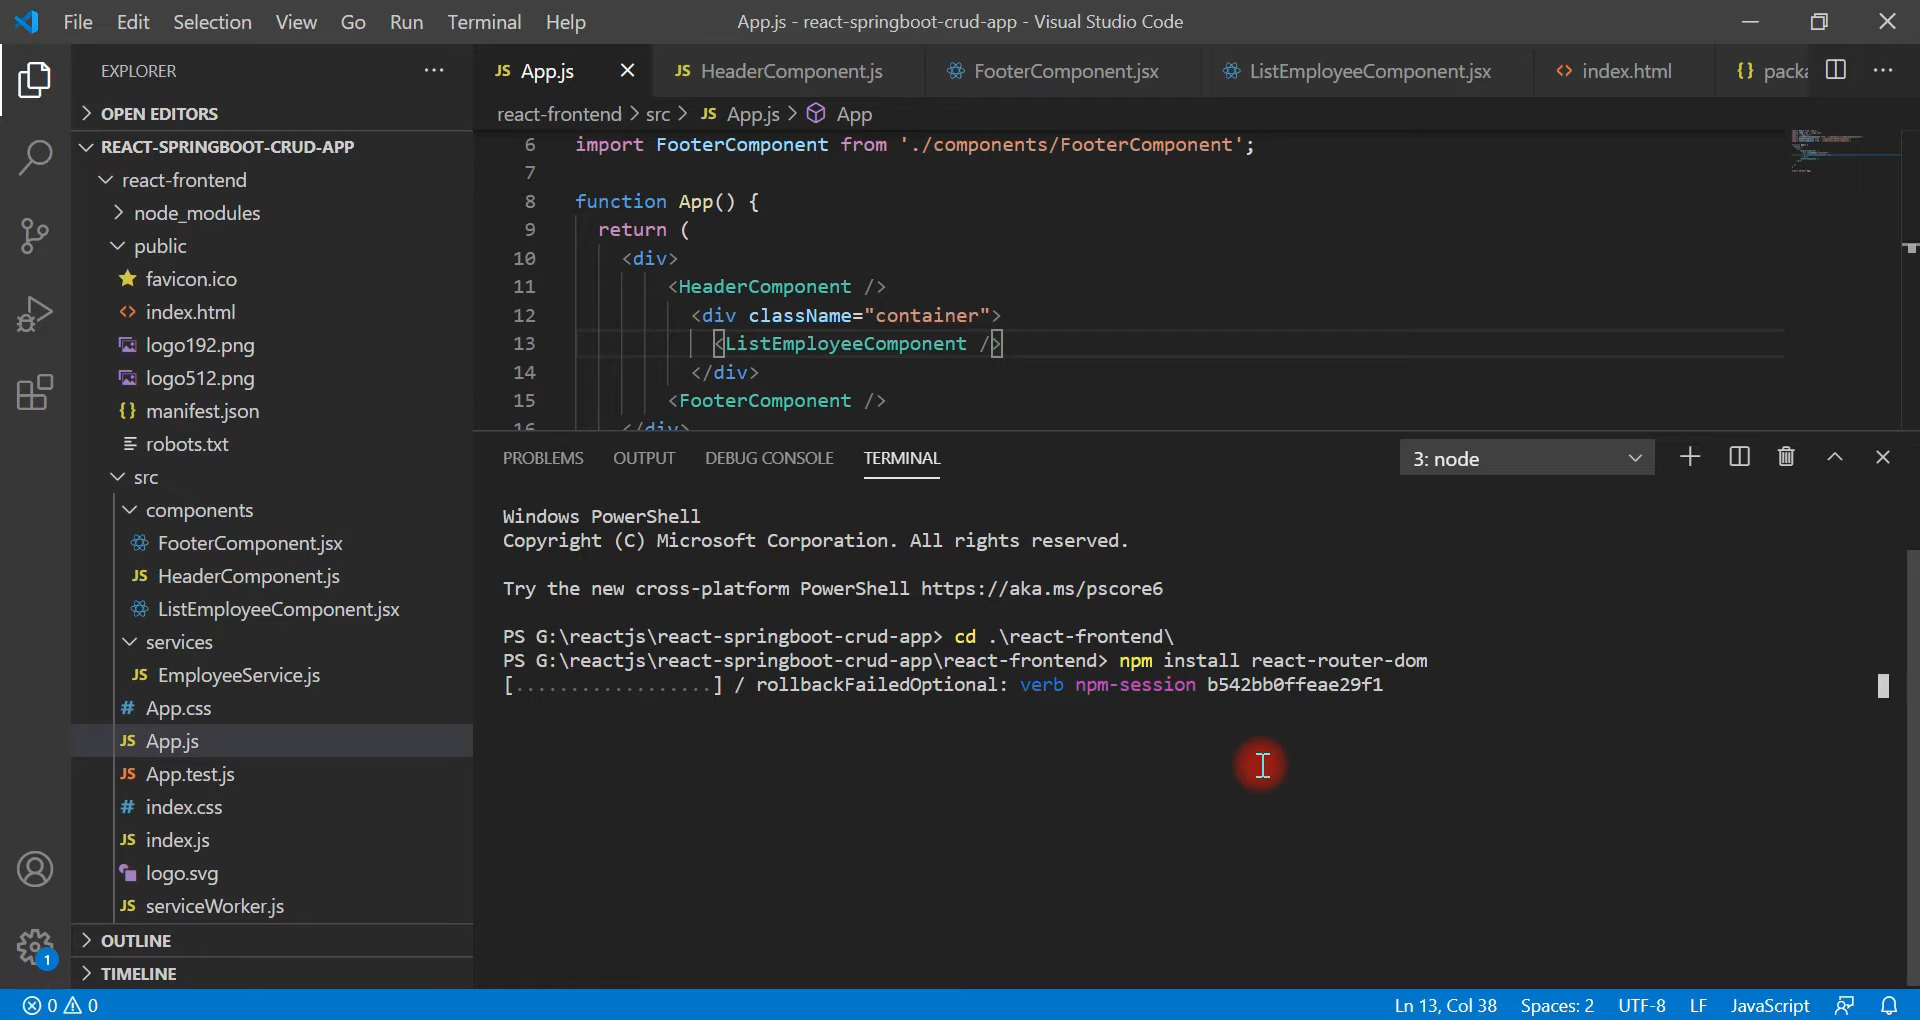 File Edit Selection View Go Run Terminal Help App.js - react-springboot-crud-app - Visual Studio Code
EXPLORER
OPEN EDITORS
REACT-SPRINGBOOT-CRUD-APP
react-frontend
node_modules
public
favicon.ico
index.html
logo192.png
logo512.png
manifest.json
robots.txt
src
components
FooterComponent.jsx
JS HeaderComponent.js
ListEmployeeComponent.jsx
services
JS EmployeeService.js
# App.css
JS App.js
JS App.test.js
# index.css
JS index.js
logo.svg
JS serviceWorker.js
OUTLINE
TIMELINE
1
JS App.js JS HeaderComponent.js FooterComponent.jsx ListEmployeeComponent.jsx index.html {} packa
react-frontend > src > JS App.js > App
6 import FooterComponent from './components/FooterComponent';
7
8 function App() {
9 return (
10 <div>
11 <HeaderComponent />
12 <div className="container">
13 <ListEmployeeComponent />
14 </div>
15 <FooterComponent />
16 </div>
PROBLEMS OUTPUT DEBUG CONSOLE TERMINAL 3: node
Windows PowerShell
Copyright (C) Microsoft Corporation. All rights reserved.
Try the new cross-platform PowerShell https://aka.ms/pscore6
PS G:\reactjs\react-springboot-crud-app> cd .\react-frontend\
PS G:\reactjs\react-springboot-crud-app\react-frontend> npm install react-router-dom
[..................] / rollbackFailedOptional: verb npm-session b542bb0ffeae29f1
0 0 Ln 13, Col 38 Spaces: 2 UTF-8 LF JavaScript